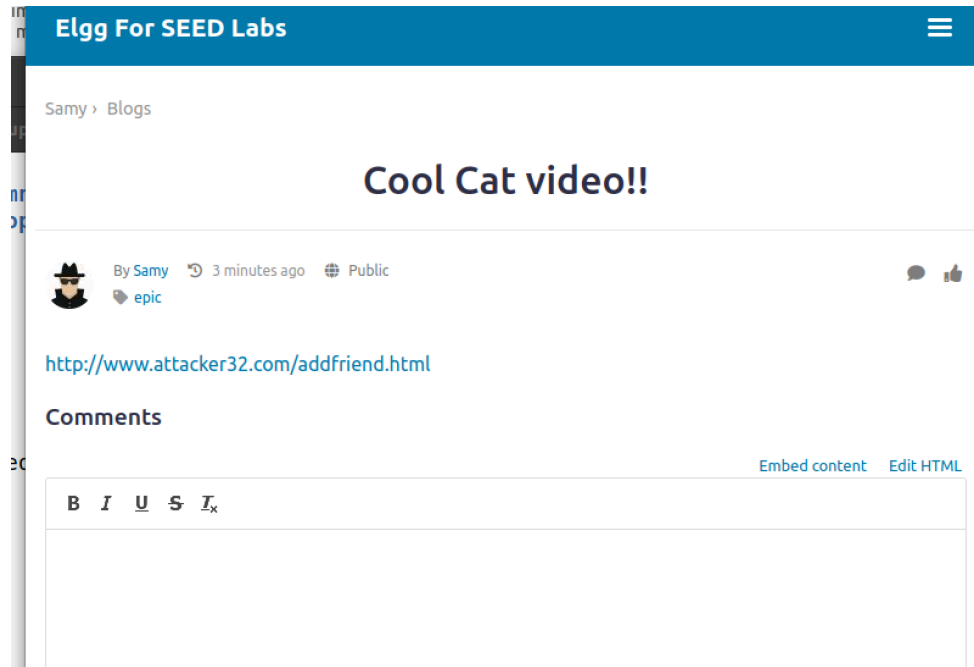 Elgg For SEED Labs
Samy › Blogs
Cool Cat video!!
By Samy 3 minutes ago Public
epic
http://www.attacker32.com/addfriend.html
Comments
Embed content Edit HTML
B I U S Tx